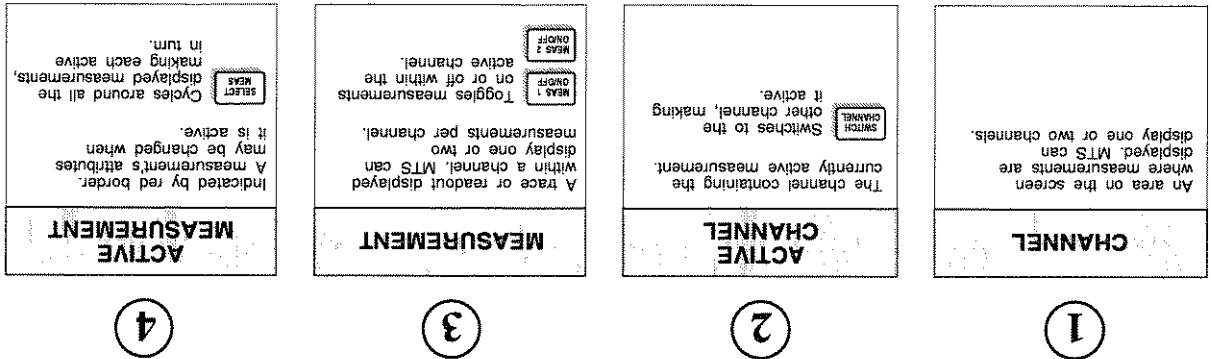 1
CHANNEL
An area on the screen
where measurements are
displayed. MTS can
display one or two channels.
2
ACTIVE
CHANNEL
The channel containing the
currently active measurement.
SWITCH
CHANNEL
Switches to the
other channel, making
it active.
3
MEASUREMENT
A trace or readout displayed
within a channel. MTS can
display one or two
measurements per channel.
MEAS 1
ON/OFF
Toggles measurements
on or off within the
active channel.
MEAS 2
ON/OFF
4
ACTIVE
MEASUREMENT
Indicated by red border.
A measurement's attributes
may be changed when
it is active.
SELECT
MEAS
Cycles around all the
displayed measurements,
making each active
in turn.